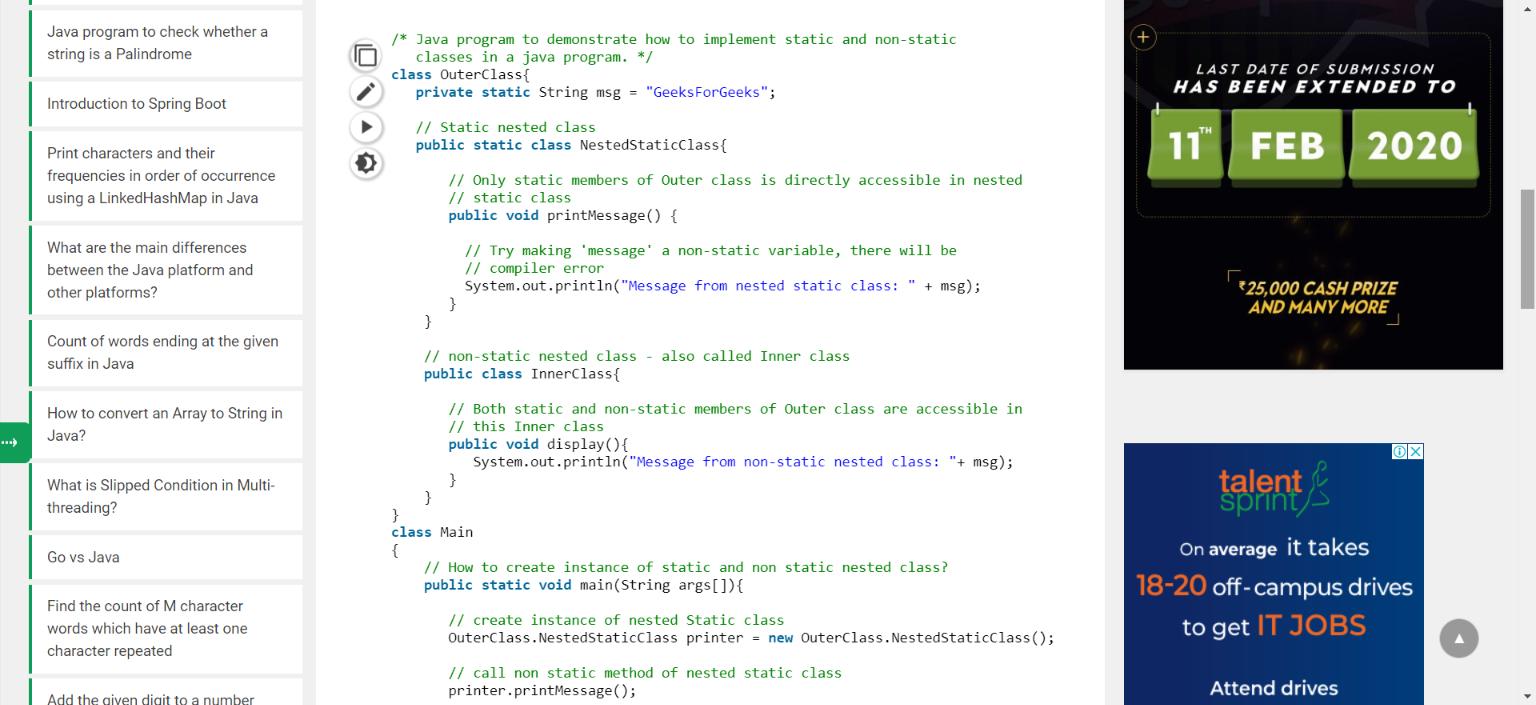 Java program to check whether a
string is a Palindrome
Introduction to Spring Boot
Print characters and their
frequencies in order of occurrence
using a LinkedHashMap in Java
What are the main differences
between the Java platform and
other platforms?
Count of words ending at the given
suffix in Java
How to convert an Array to String in
Java?
What is Slipped Condition in Multi-
threading?
Go vs Java
Find the count of M character
words which have at least one
character repeated
Add the given digit to a number
/* Java program to demonstrate how to implement static and non-static
classes in a java program. */
class OuterClass{
private static String msg = "GeeksForGeeks";
// Static nested class
public static class NestedStaticClass{
// Only static members of Outer class is directly accessible in nested
// static class
public void printMessage() {
// Try making 'message' a non-static variable, there will be
// compiler error
System.out.println("Message from nested static class: " + msg);
}
}
// non-static nested class - also called Inner class
public class InnerClass{
// Both static and non-static members of Outer class are accessible in
// this Inner class
public void display(){
System.out.println("Message from non-static nested class: "+ msg);
}
}
}
class Main
{
// How to create instance of static and non static nested class?
public static void main(String args[]){
// create instance of nested Static class
OuterClass.NestedStaticClass printer = new OuterClass.NestedStaticClass();
// call non static method of nested static class
printer.printMessage();
LAST DATE OF SUBMISSION
HAS BEEN EXTENDED TO
11TH FEB 2020
₹25,000 CASH PRIZE
AND MANY MORE
talent
sprint
On average it takes
18-20 off-campus drives
to get IT JOBS
Attend drives